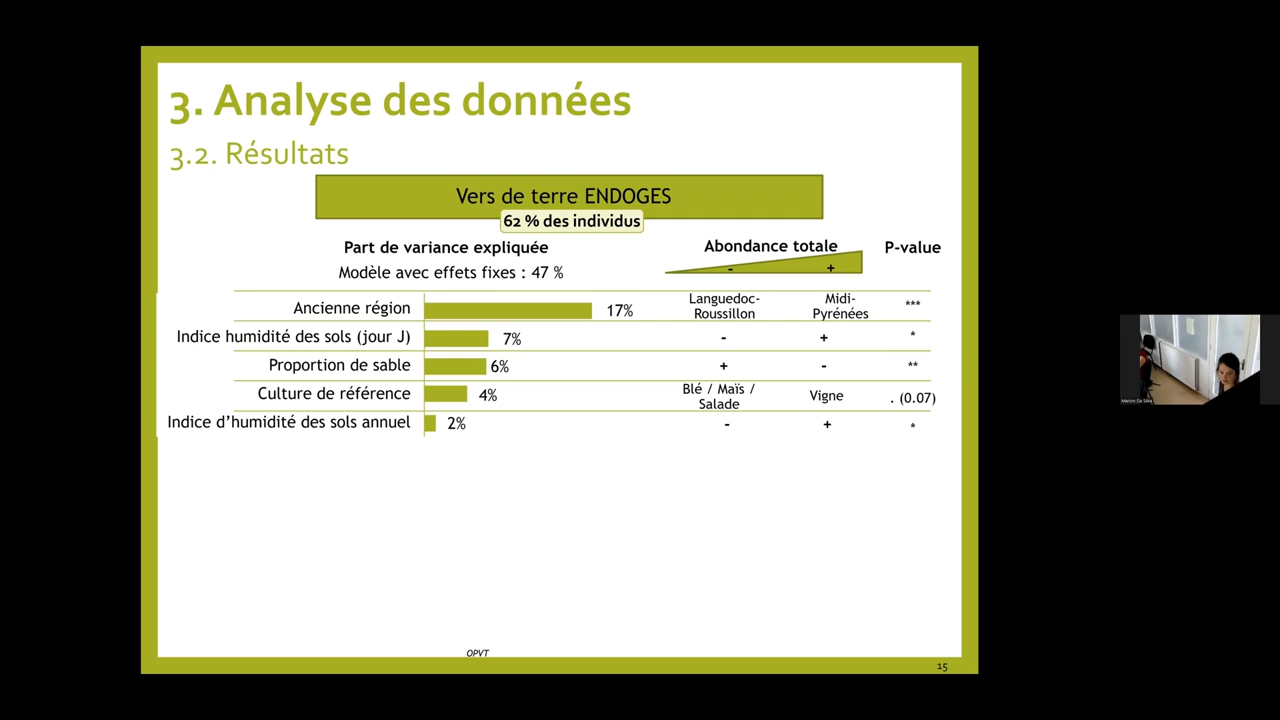 3. Analyse des données
3.2. Résultats
Vers de terre ENDOGES
62 % des individus
Part de variance expliquée
Abondance totale
P-value
Modèle avec effets fixes : 47 %
- +
Ancienne région
17%
Languedoc-
Roussillon
Midi-
Pyrénées
***
Indice humidité des sols (jour J)
7%
- +
*
Proportion de sable
6%
+ -
**
Culture de référence
4%
Blé / Maïs /
Salade
Vigne
. (0.07)
Indice d’humidité des sols annuel
2%
- +
*
OPVT
15
Marion Da Silva